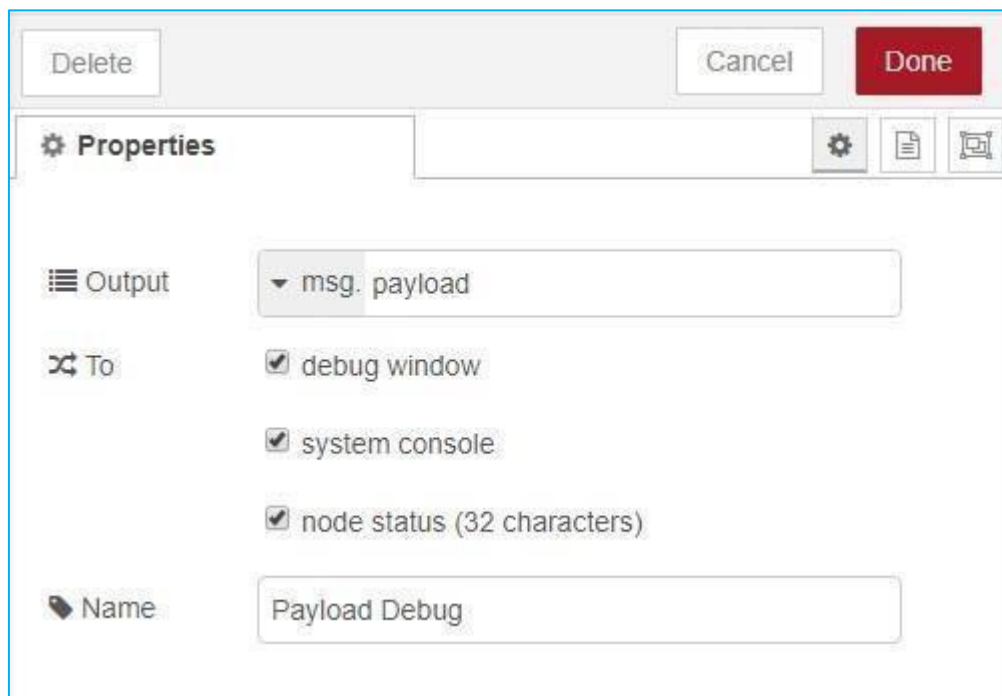 Delete
Cancel
Done
Properties
Output
msg. payload
To
debug window
system console
node status (32 characters)
Name
Payload Debug